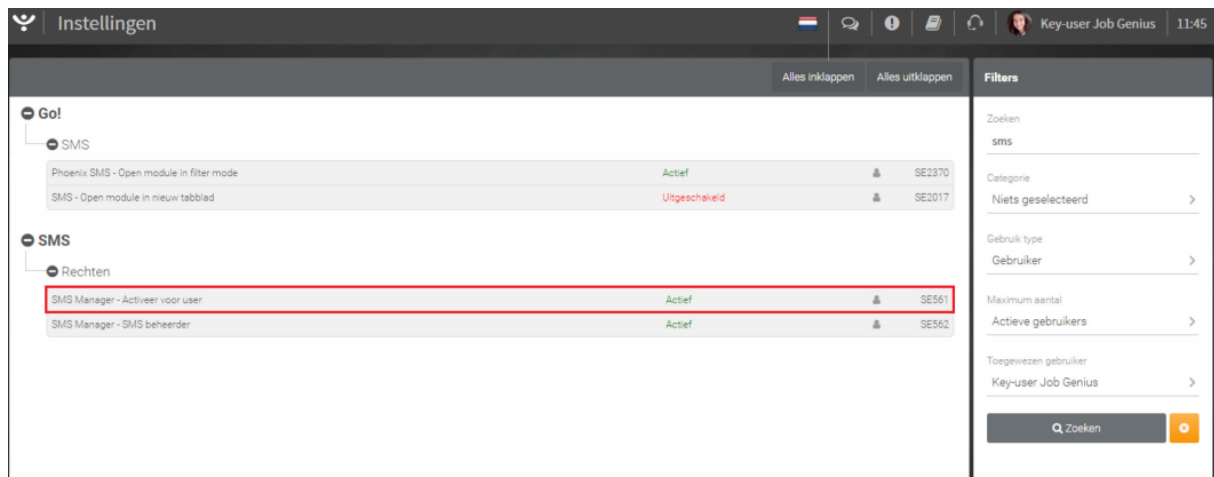 Instellingen
Key-user Job Genius
11:45
Alles inklappen
Alles uitklappen
Go!
SMS
Phoenix SMS - Open module in filter mode Actief SE2370
SMS - Open module in nieuw tabblad Uitgeschakeld SE2017
SMS
Rechten
SMS Manager - Activeer voor user Actief SE561
SMS Manager - SMS beheerder Actief SE562
Filters
Zoeken
sms
Categorie
Niets geselecteerd
Gebruik type
Gebruiker
Maximum aantal
Actieve gebruikers
Toegewezen gebruiker
Key-user Job Genius
Zoeken